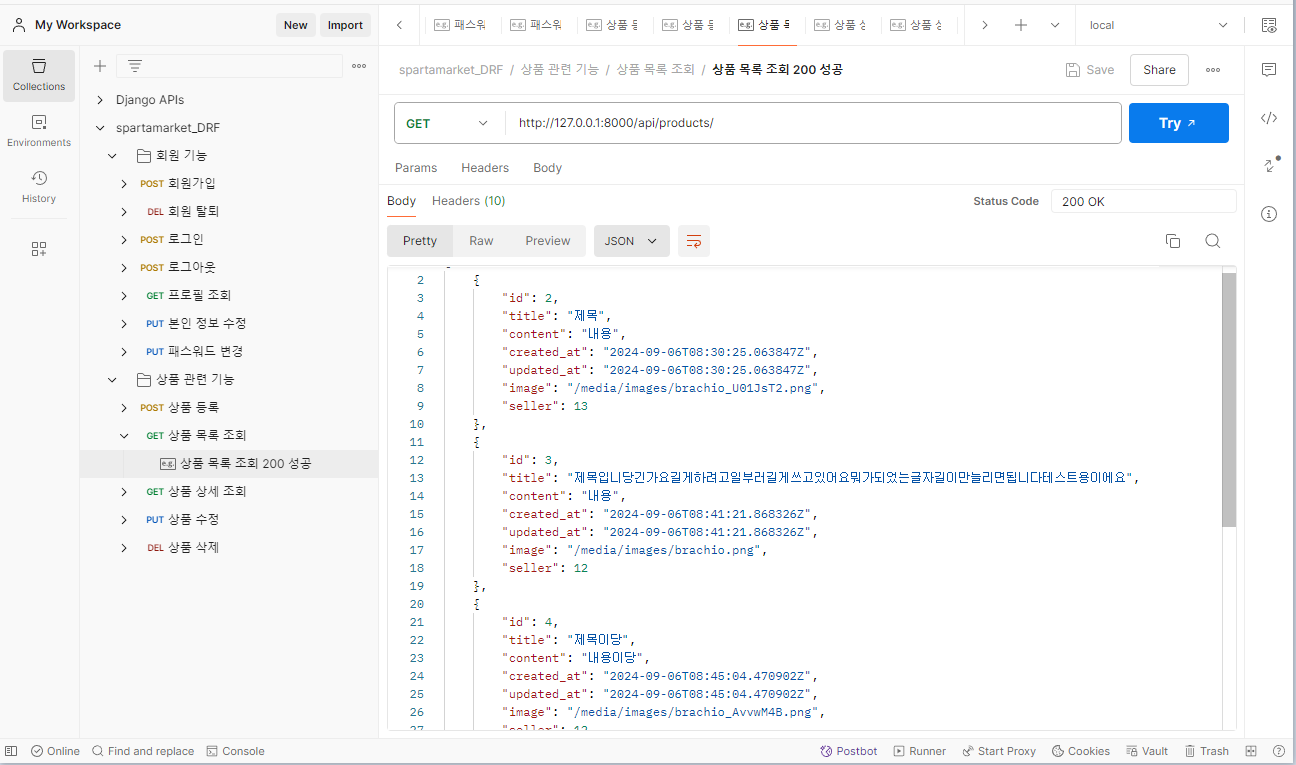 My Workspace
New
Import
패스워
패스워
상품 등
상품 등
상품 목
상품 상
상품 상
local
Collections
Environments
History
Django APIs
spartamarket_DRF
회원 기능
POST 회원가입
DEL 회원 탈퇴
POST 로그인
POST 로그아웃
GET 프로필 조회
PUT 본인 정보 수정
PUT 패스워드 변경
상품 관련 기능
POST 상품 등록
GET 상품 목록 조회
e.g. 상품 목록 조회 200 성공
GET 상품 상세 조회
PUT 상품 수정
DEL 상품 삭제
spartamarket_DRF / 상품 관련 기능 / 상품 목록 조회 / 상품 목록 조회 200 성공
Save
Share
GET
http://127.0.0.1:8000/api/products/
Try
Params Headers Body
Body Headers (10)
Status Code 200 OK
Pretty Raw Preview JSON
2 {
3 "id": 2,
4 "title": "제목",
5 "content": "내용",
6 "created_at": "2024-09-06T08:30:25.063847Z",
7 "updated_at": "2024-09-06T08:30:25.063847Z",
8 "image": "/media/images/brachio_U01JsT2.png",
9 "seller": 13
10 },
11 {
12 "id": 3,
13 "title": "제목입니당긴가요길게하려고일부러길게쓰고있어요뭐가되었는글자길이만늘리면됩니다테스트용이에요",
14 "content": "내용",
15 "created_at": "2024-09-06T08:41:21.868326Z",
16 "updated_at": "2024-09-06T08:41:21.868326Z",
17 "image": "/media/images/brachio.png",
18 "seller": 12
19 },
20 {
21 "id": 4,
22 "title": "제목이당",
23 "content": "내용이당",
24 "created_at": "2024-09-06T08:45:04.470902Z",
25 "updated_at": "2024-09-06T08:45:04.470902Z",
26 "image": "/media/images/brachio_AvvwM4B.png",
Online Find and replace Console
Postbot Runner Start Proxy Cookies Vault Trash